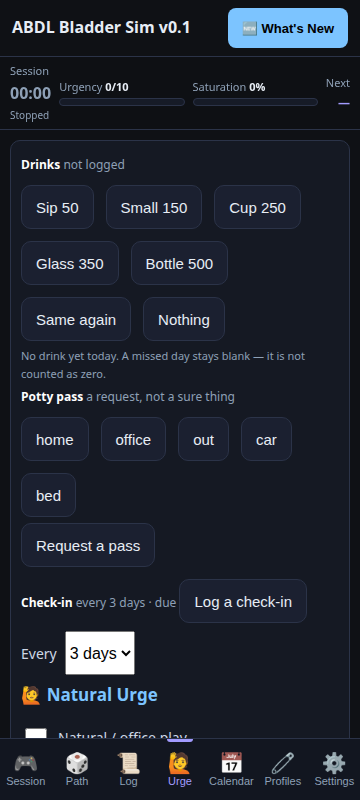 ABDL Bladder Sim v0.1
🆕 What's New
Session
00:00
Stopped
Urgency 0/10
Saturation 0%
Next
—
Drinks not logged
Sip 50
Small 150
Cup 250
Glass 350
Bottle 500
Same again
Nothing
No drink yet today. A missed day stays blank — it is not
counted as zero.
Potty pass a request, not a sure thing
home
office
out
car
bed
Request a pass
Check-in every 3 days · due
Log a check-in
Every
3 days
🙋 Natural Urge
Natural / office play
Session
Path
Log
Urge
Calendar
Profiles
Settings